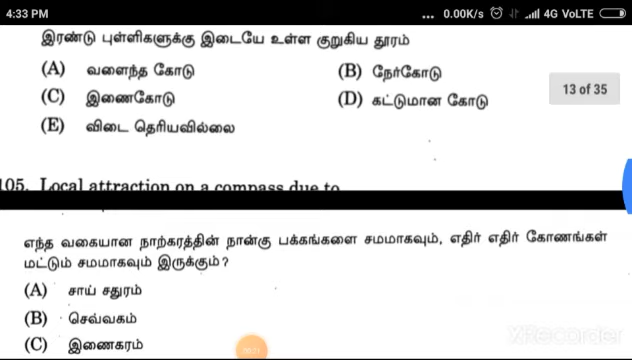 4:33 PM ... 0.00K/s 4G VoLTE
இரண்டு புள்ளிகளுக்கு இடையே உள்ள குறுகிய தூரம்
(A) வளைந்த கோடு (B) நேர்கோடு
13 of 35
(C) இணைகோடு (D) கட்டுமான கோடு
(E) விடை தெரியவில்லை
105. Local attraction on a compass due to
எந்த வகையான நாற்கரத்தின் நான்கு பக்கங்களை சமமாகவும், எதிர் எதிர் கோணங்கள்
மட்டும் சமமாகவும் இருக்கும்?
(A) சாய் சதுரம்
(B) செவ்வகம்
(C) இணைகரம்
XRecorder